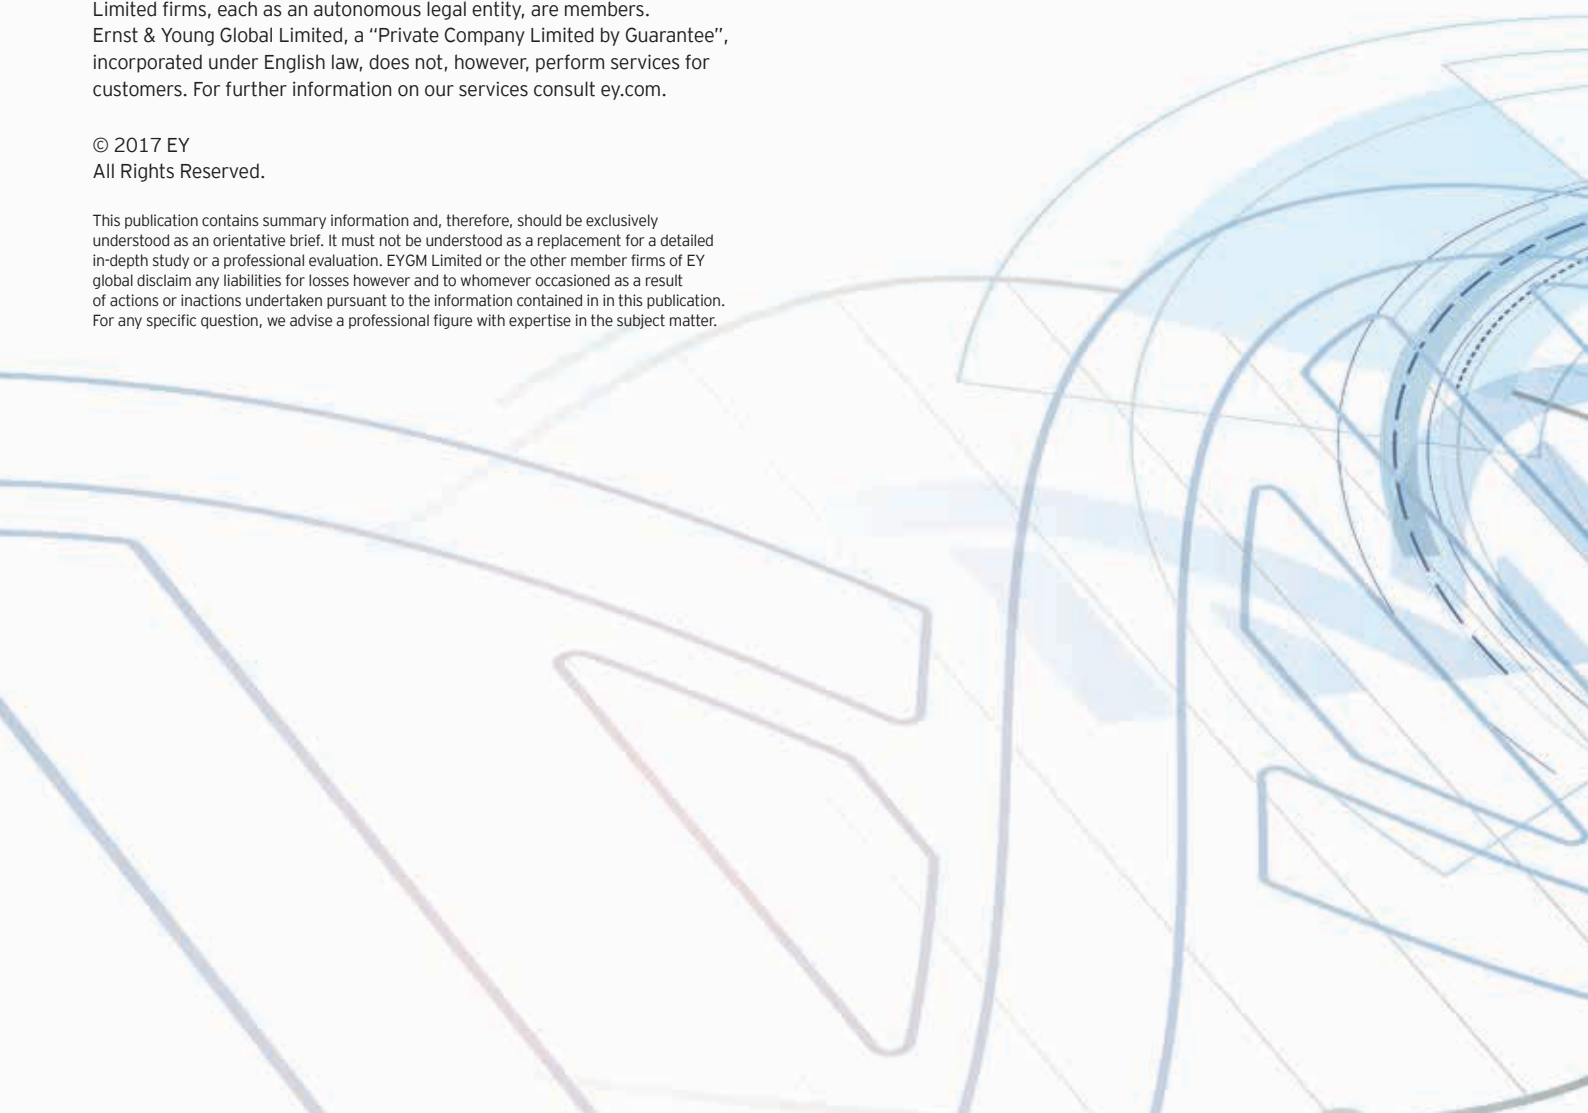 Limited firms, each as an autonomous legal entity, are members.
Ernst & Young Global Limited, a “Private Company Limited by Guarantee”,
incorporated under English law, does not, however, perform services for
customers. For further information on our services consult ey.com.
© 2017 EY
All Rights Reserved.
This publication contains summary information and, therefore, should be exclusively
understood as an orientative brief. It must not be understood as a replacement for a detailed
in-depth study or a professional evaluation. EYGM Limited or the other member firms of EY
global disclaim any liabilities for losses however and to whomever occasioned as a result
of actions or inactions undertaken pursuant to the information contained in in this publication.
For any specific question, we advise a professional figure with expertise in the subject matter.